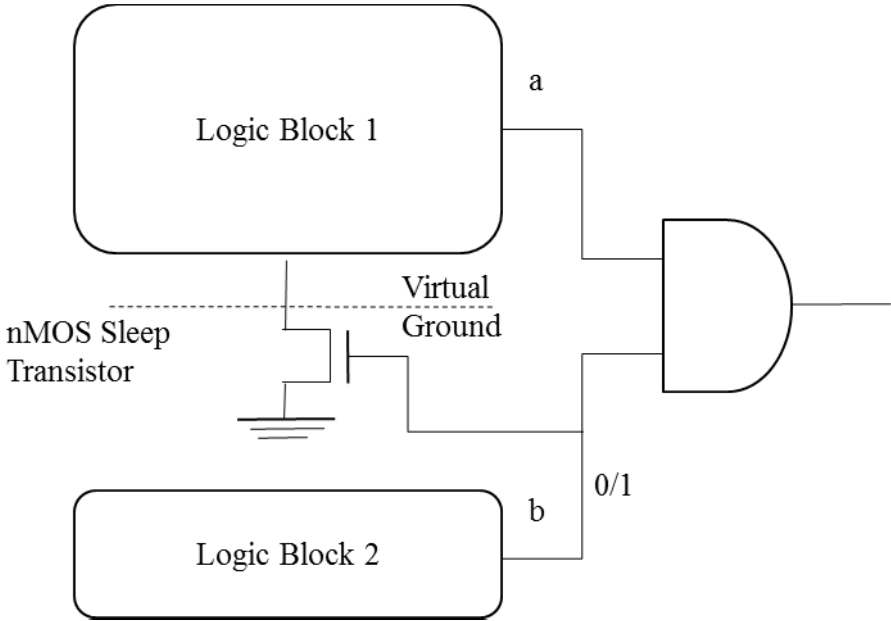 a
Logic Block 1
Virtual
Ground
nMOS Sleep
Transistor
0/1
b
Logic Block 2